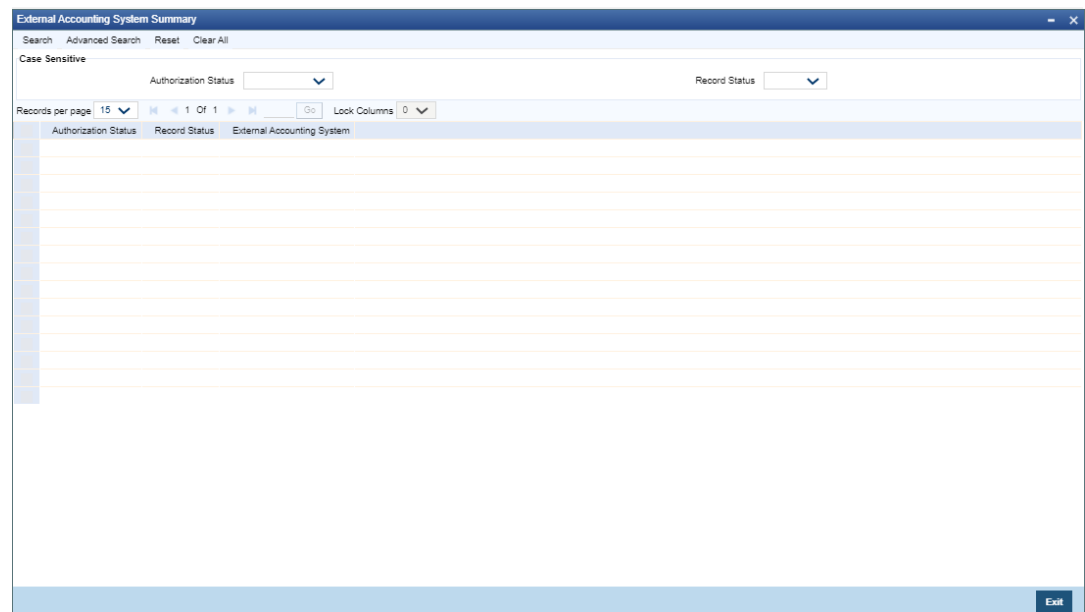 External Accounting System Summary
Search Advanced Search Reset Clear All
Case Sensitive
Authorization Status Record Status
Records per page 15 1 Of 1 Go Lock Columns 0
Authorization Status Record Status External Accounting System
Exit